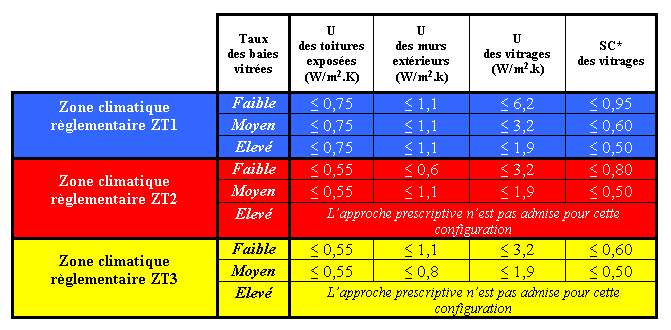 Taux des baies vitrées | U des toitures exposées (W/m².K) | U des murs extérieurs (W/m².k) | U des vitrages (W/m².k) | SC* des vitrages
Zone climatique règlementaire ZT1
Faible ≤ 0,75 ≤ 1,1 ≤ 6,2 ≤ 0,95
Moyen ≤ 0,75 ≤ 1,1 ≤ 3,2 ≤ 0,60
Elevé ≤ 0,75 ≤ 1,1 ≤ 1,9 ≤ 0,50
Zone climatique règlementaire ZT2
Faible ≤ 0,55 ≤ 0,6 ≤ 3,2 ≤ 0,80
Moyen ≤ 0,55 ≤ 1,1 ≤ 1,9 ≤ 0,50
Elevé L'approche prescriptive n'est pas admise pour cette
configuration
Zone climatique règlementaire ZT3
Faible ≤ 0,55 ≤ 1,1 ≤ 3,2 ≤ 0,60
Moyen ≤ 0,55 ≤ 0,8 ≤ 1,9 ≤ 0,50
Elevé L'approche prescriptive n'est pas admise pour cette
configuration